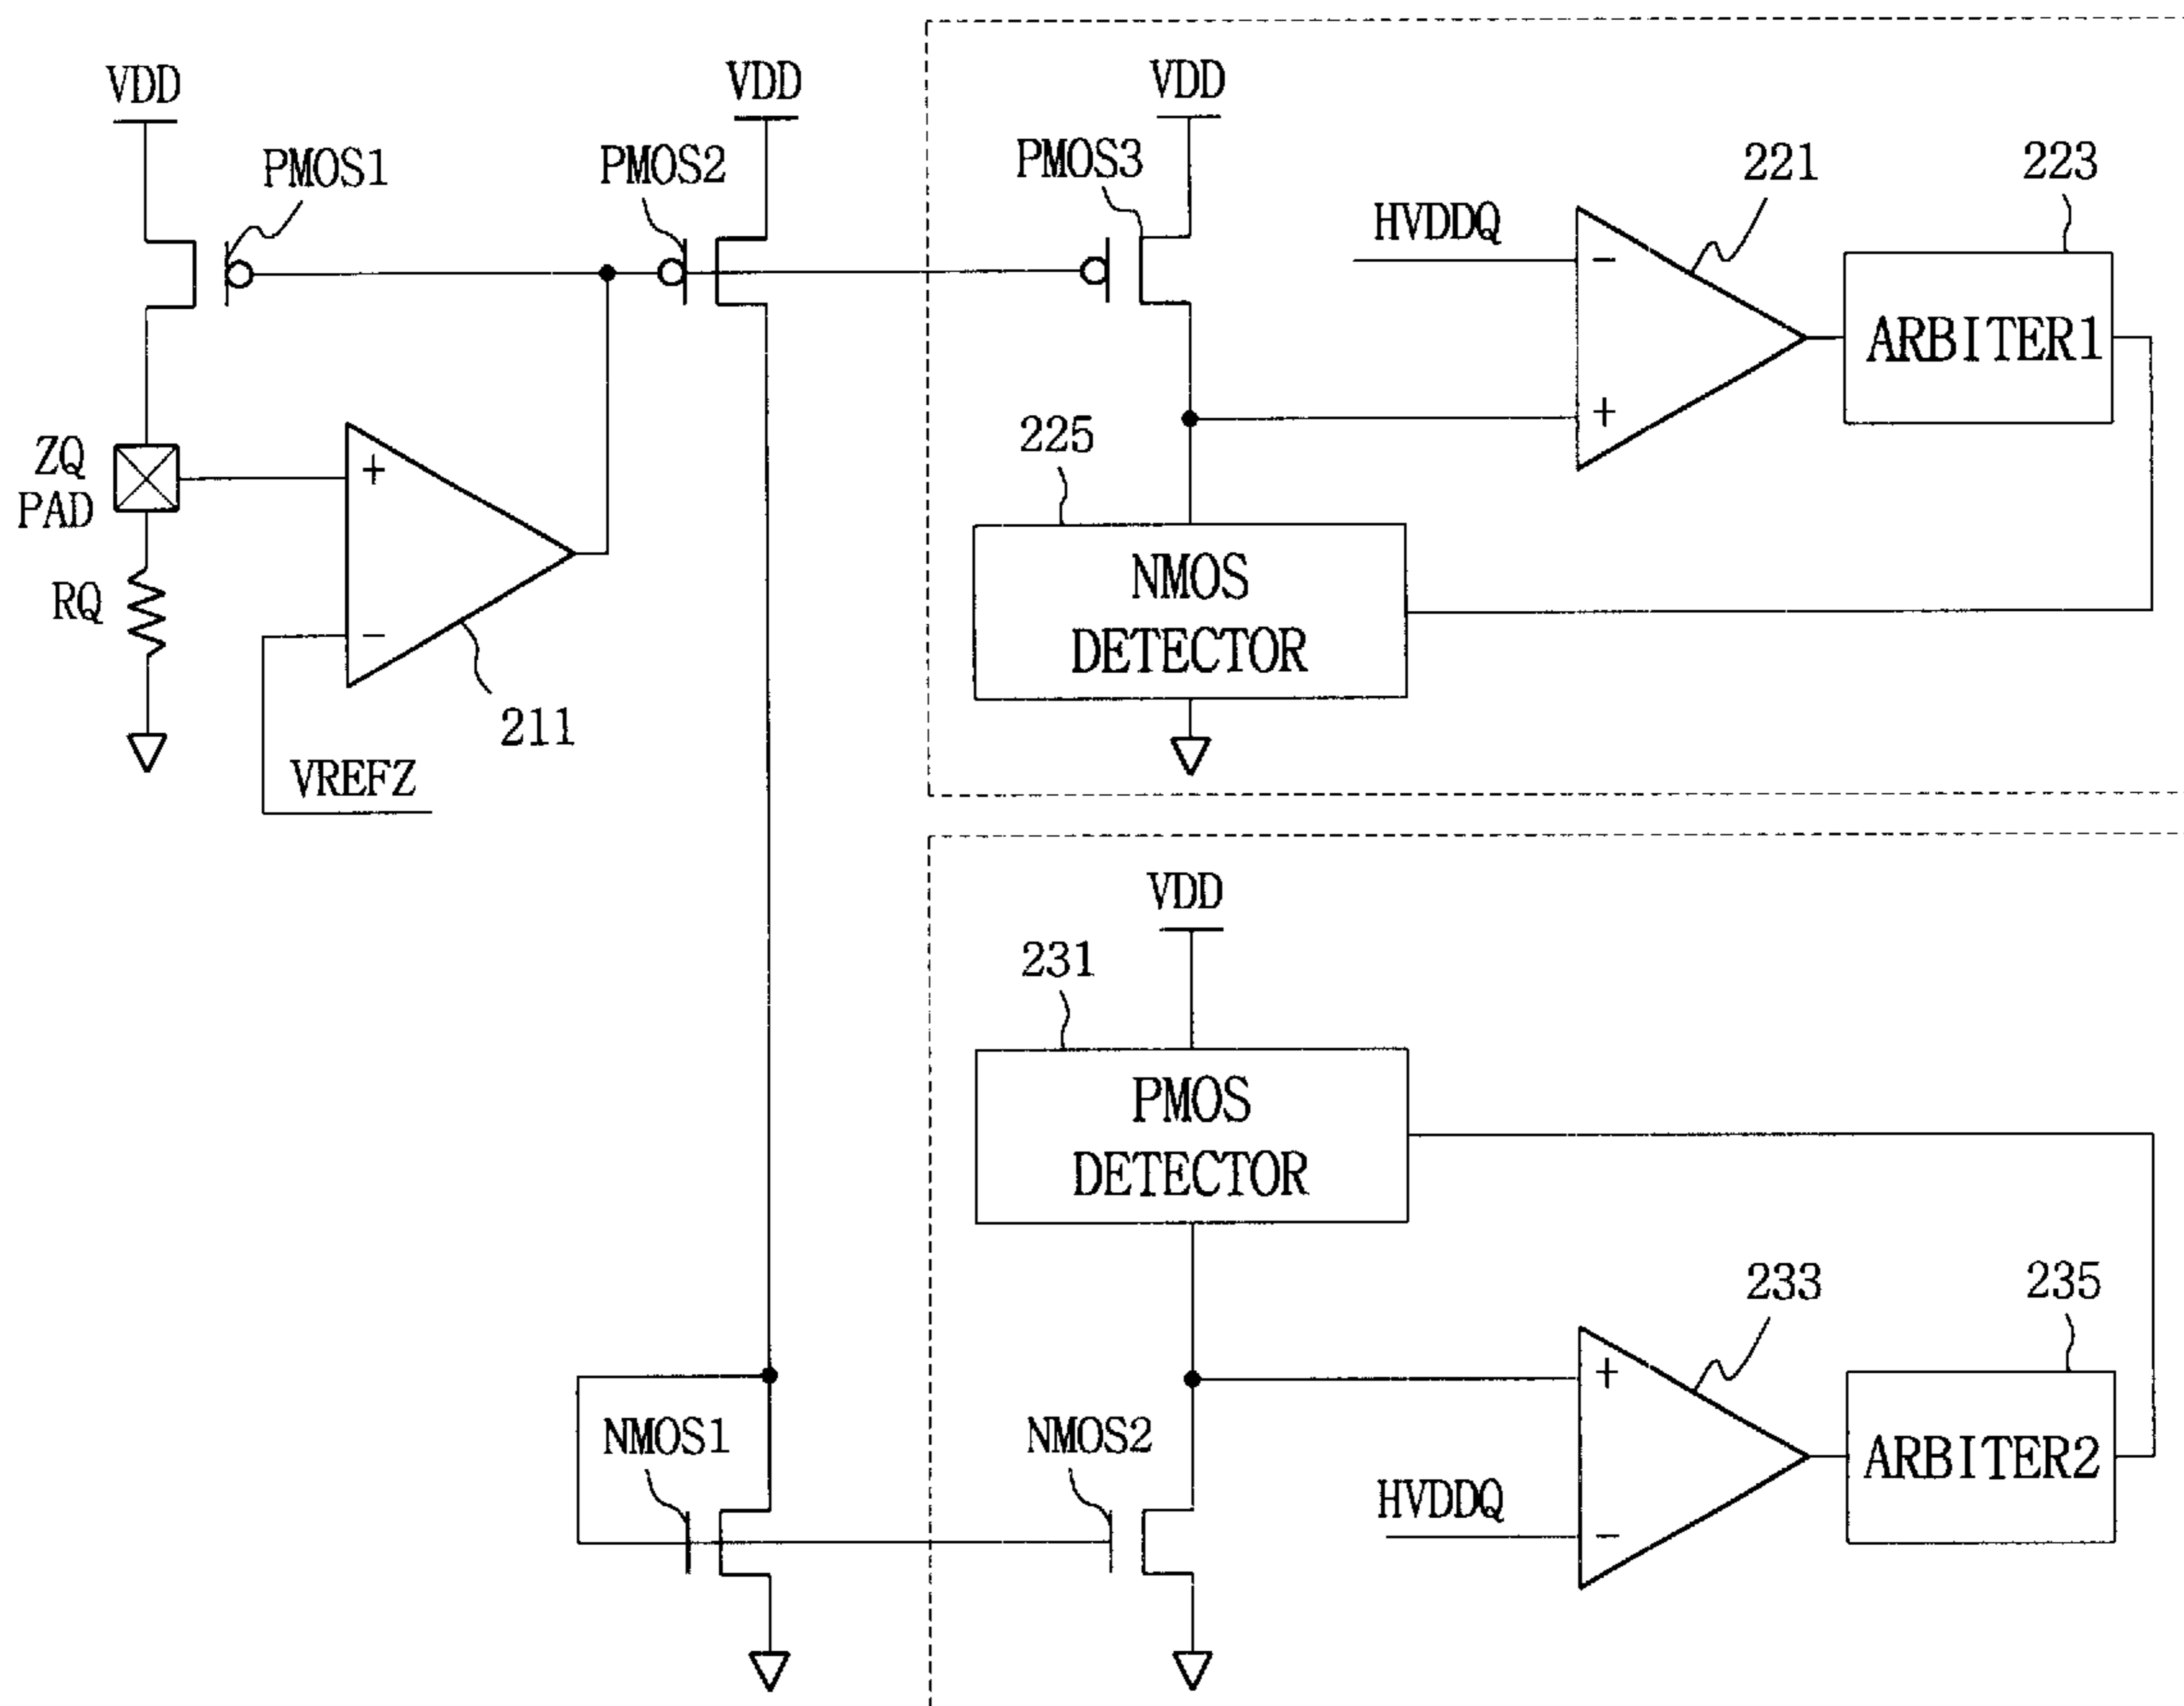 VDD
VDD
VDD
PMOS1
PMOS2
PMOS3
HVDDQ
221
223
−
+
ARBITER1
ZQ
PAD
+
225
RQ
−
NMOS
DETECTOR
211
VREFZ
VDD
231
PMOS
DETECTOR
233
235
+
NMOS1
NMOS2
HVDDQ
−
ARBITER2